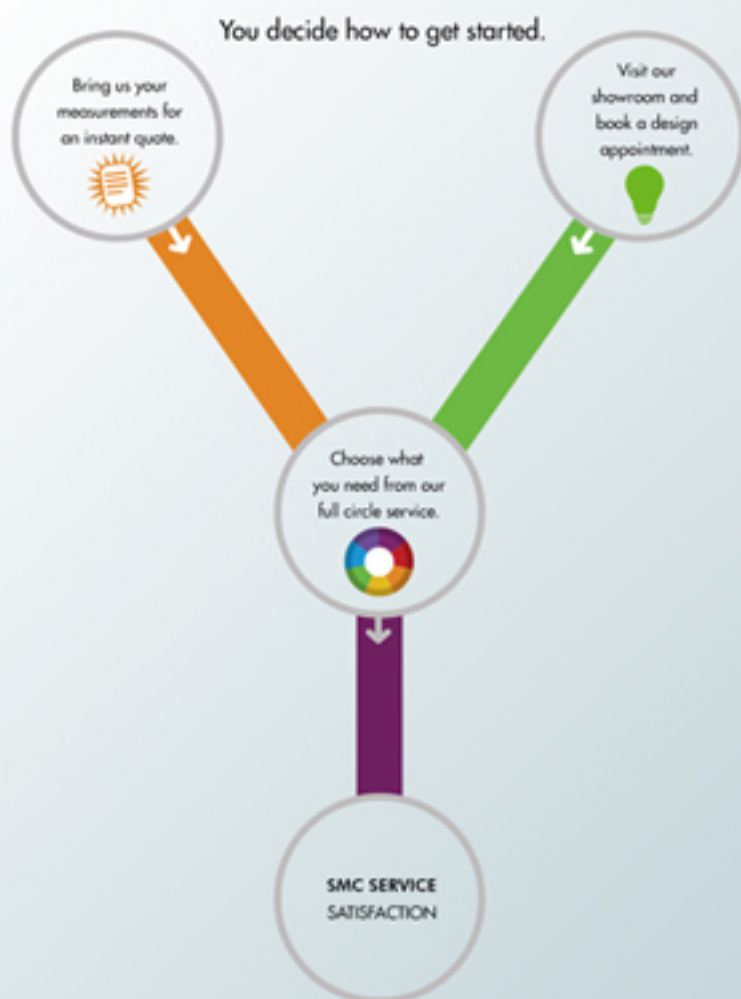 You decide how to get started.
Bring us your
measurements for
an instant quote.
Visit our
showroom and
book a design
appointment.
Choose what
you need from our
full circle service.
SMC SERVICE
SATISFACTION